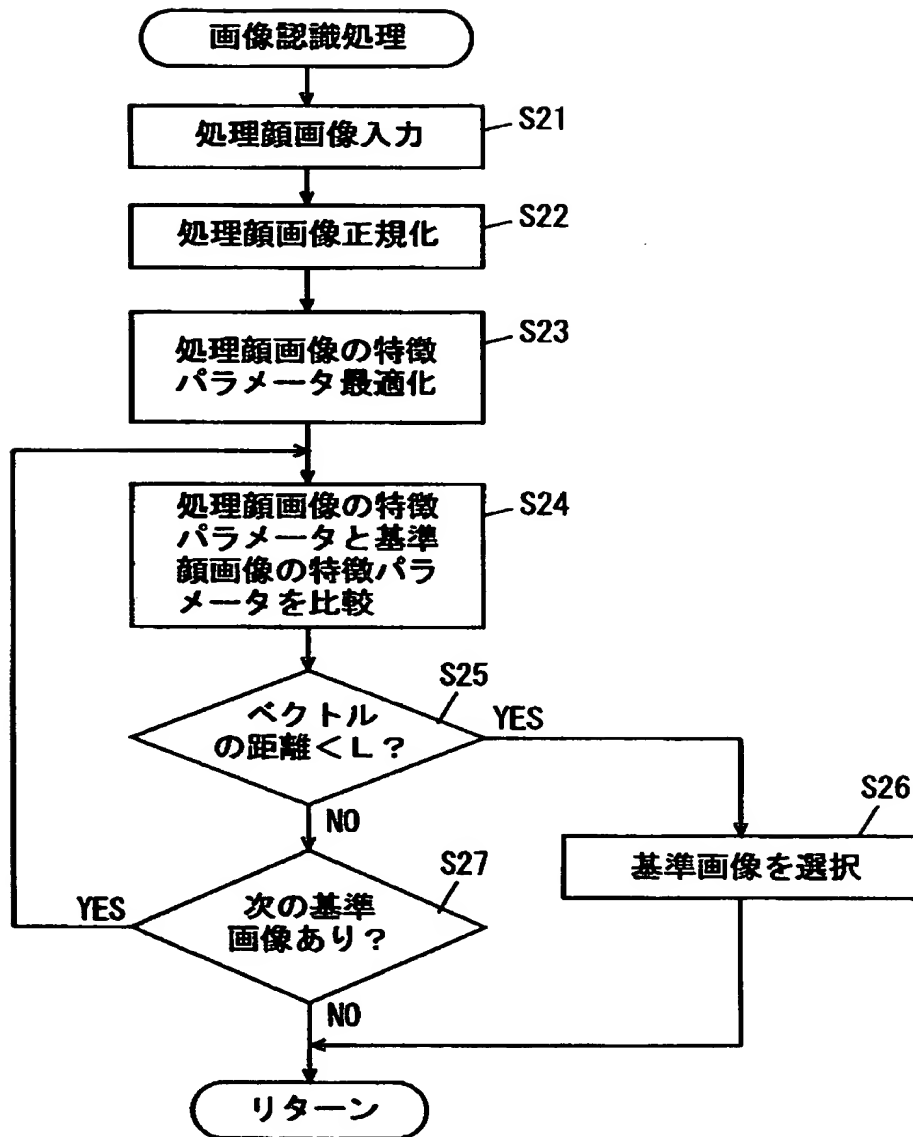 画像認識処理
処理顔画像入力
S21
処理顔画像正規化
S22
処理顔画像の特徴
パラメータ最適化
S23
処理顔画像の特徴
パラメータと基準
顔画像の特徴パラ
メータを比較
S24
ベクトル
の距離<L?
S25
YES
NO
基準画像を選択
S26
次の基準
画像あり?
S27
YES
NO
リターン